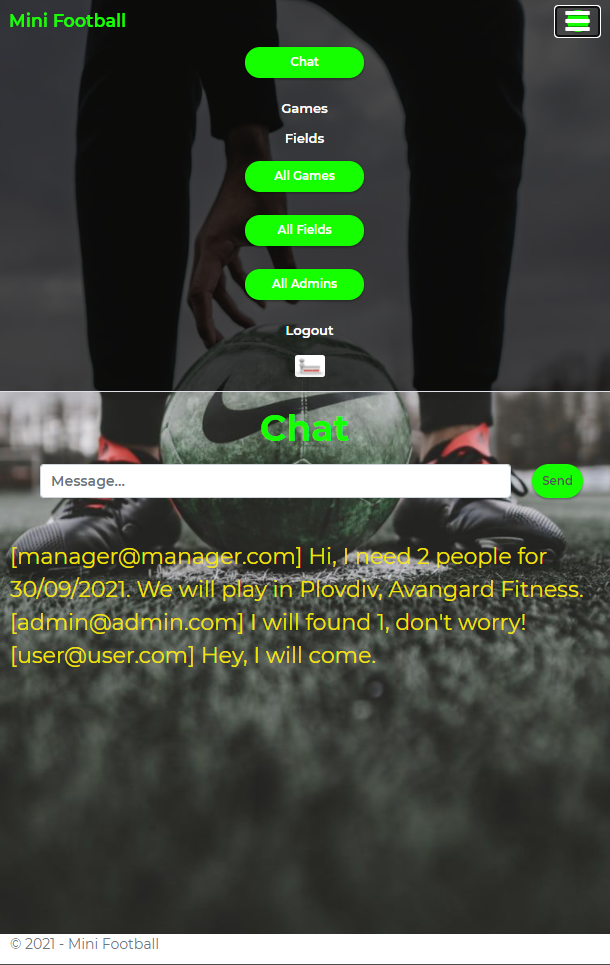 Mini Football
Chat
Games
Fields
All Games
All Fields
All Admins
Logout
Chat
Message...
Send
[manager@manager.com] Hi, I need 2 people for
30/09/2021. We will play in Plovdiv, Avangard Fitness.
[admin@admin.com] I will found 1, don't worry!
[user@user.com] Hey, I will come.
© 2021 - Mini Football